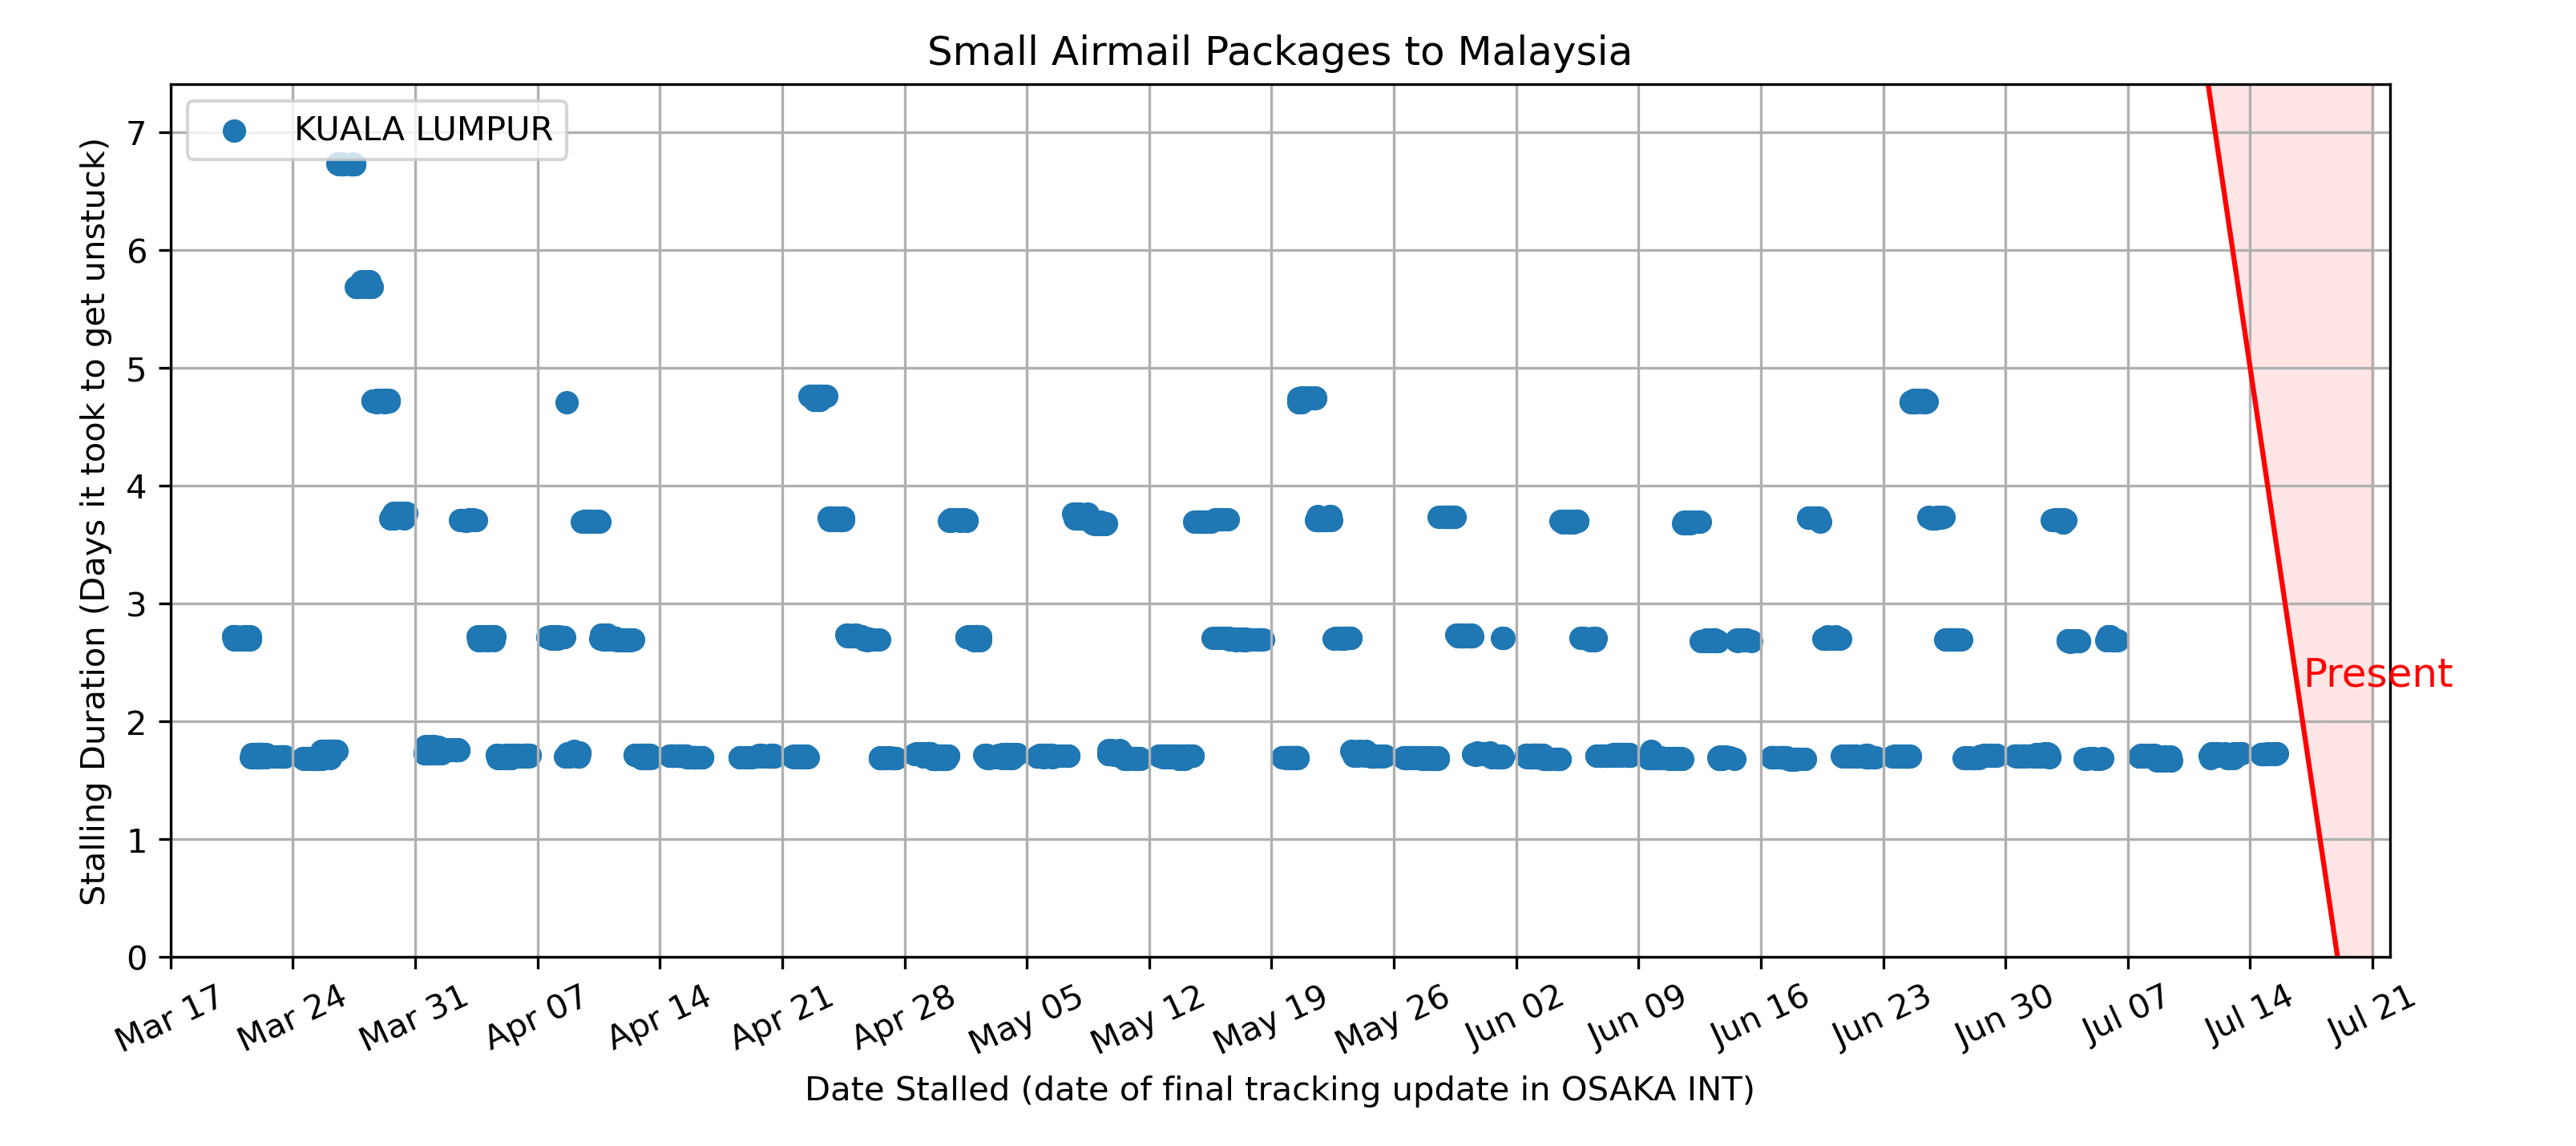 Small Airmail Packages to Malaysia
KUALA LUMPUR
Stalling Duration (Days it took to get unstuck)
7
6
5
4
3
2
1
0
Present
Mar 17
Mar 24
Mar 31
Apr 07
Apr 14
Apr 21
Apr 28
May 05
May 12
May 19
May 26
Jun 02
Jun 09
Jun 16
Jun 23
Jun 30
Jul 07
Jul 14
Jul 21
Date Stalled (date of final tracking update in OSAKA INT)